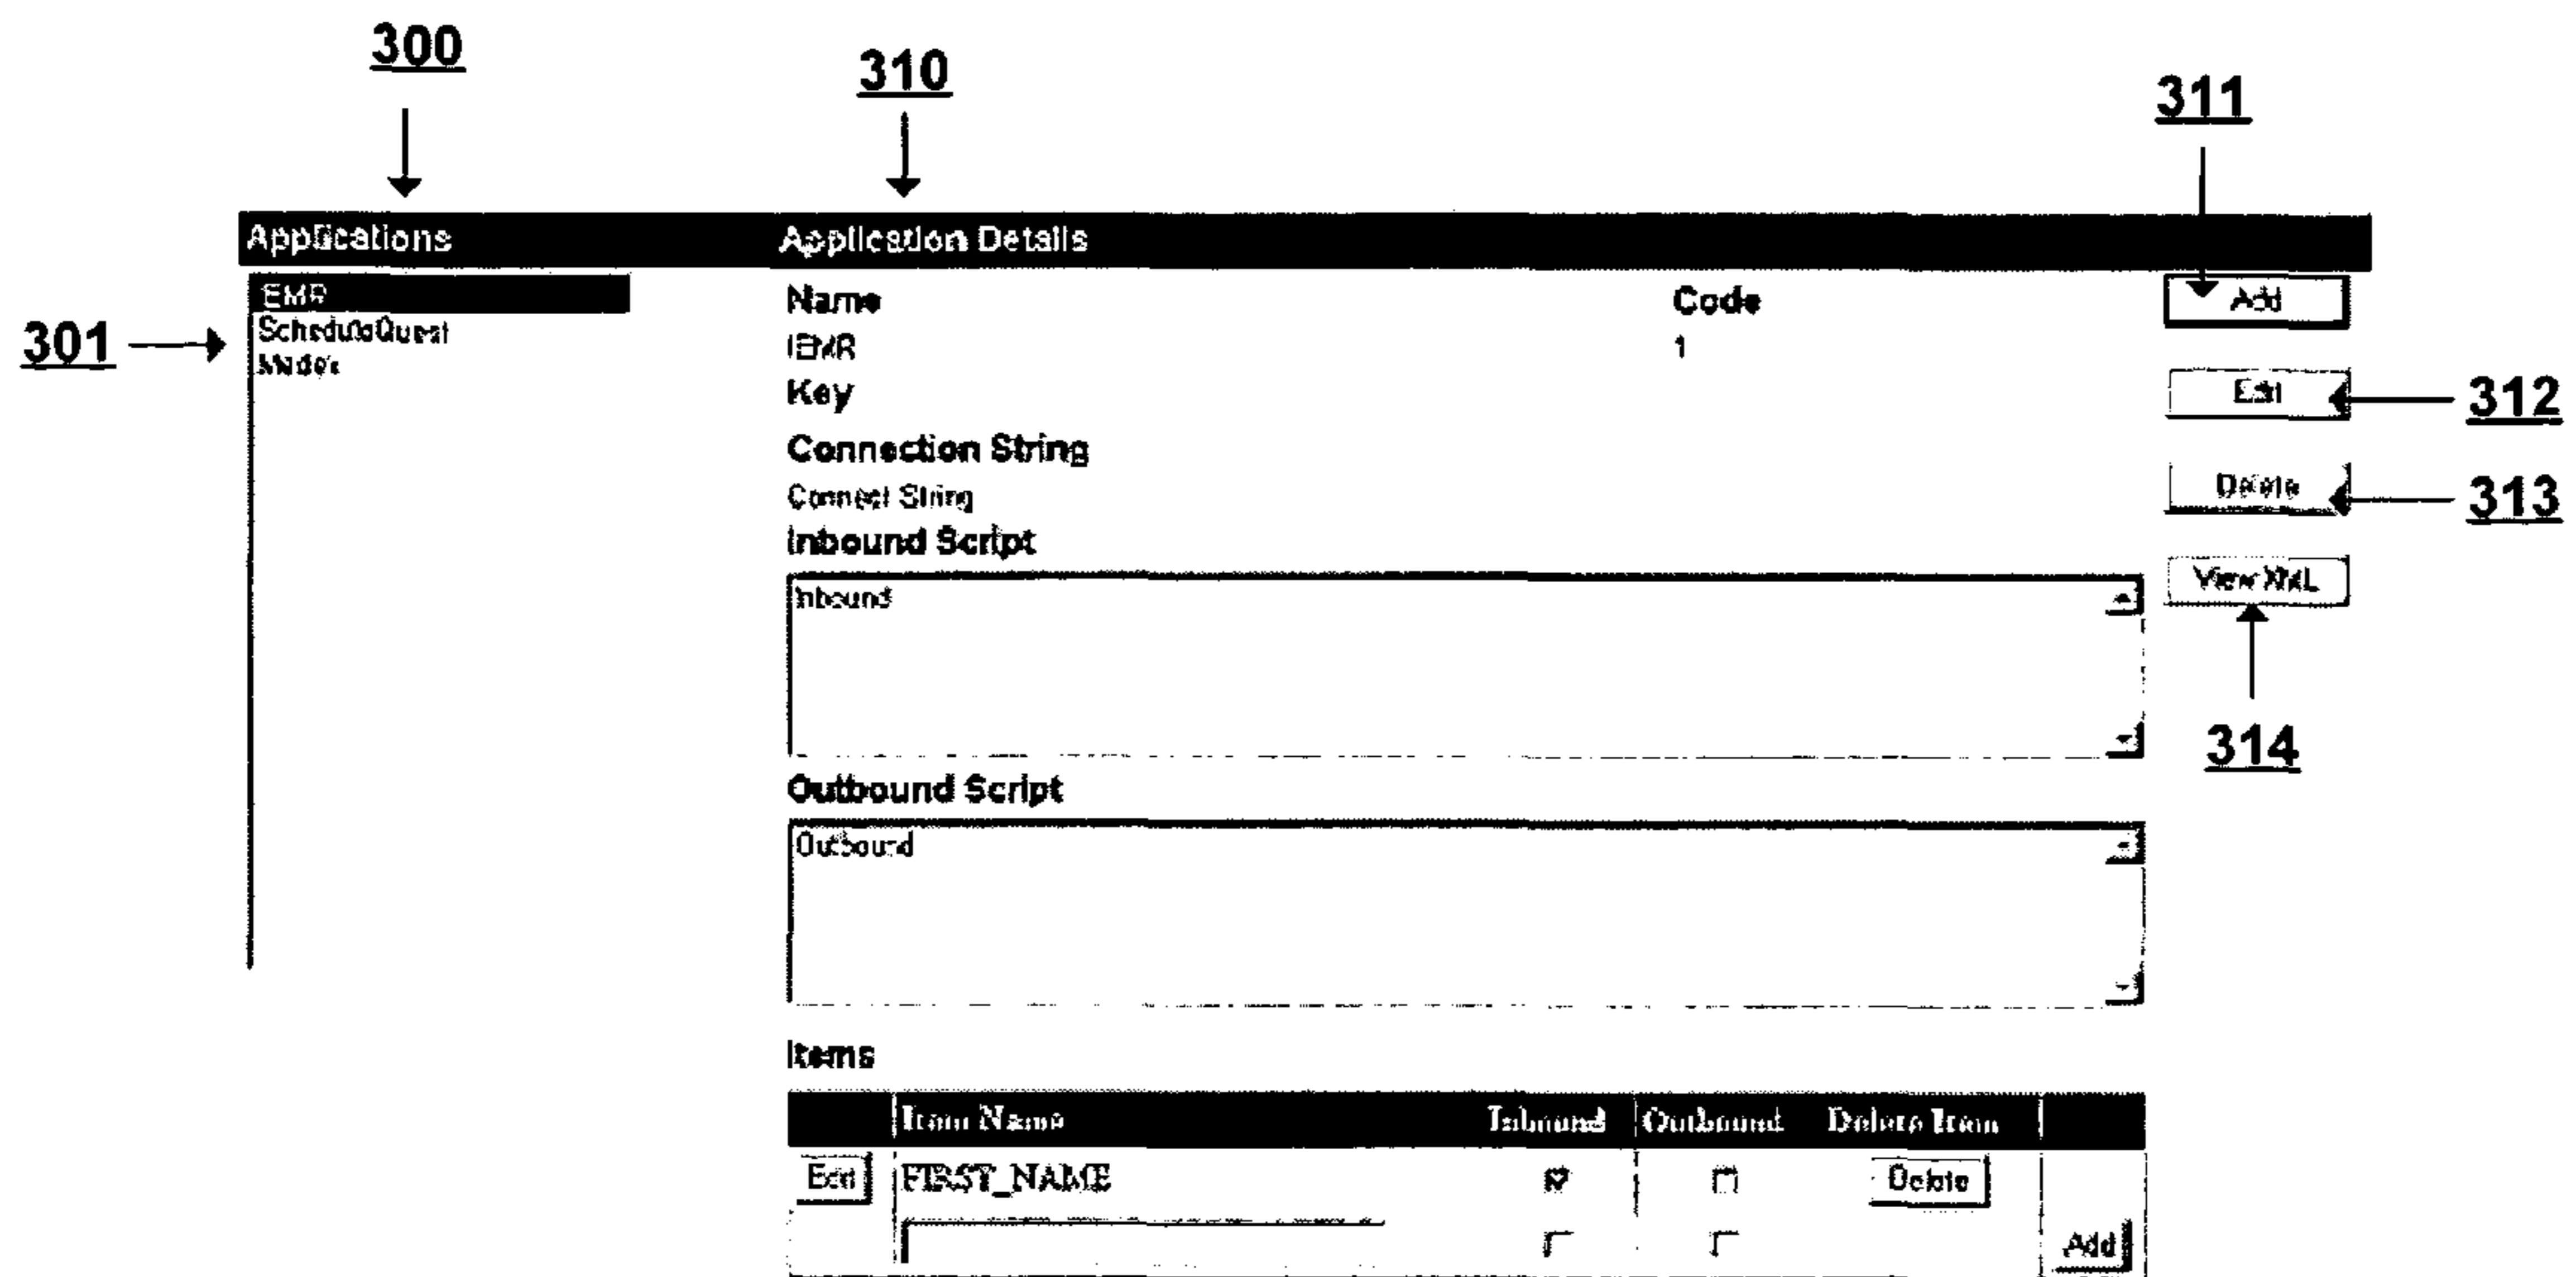 300
310
311
Applications Application Details
EMR Name Code Add
301 ScheduleQuest IEMR 1
Key Edit 312
Connection String
Connect String Delete 313
Inbound Script
Inbound View XML
314
Outbound Script
Outbound
Items
Item Name Inbound Outbound Delete Item
Edit FIRST_NAME Delete
Add